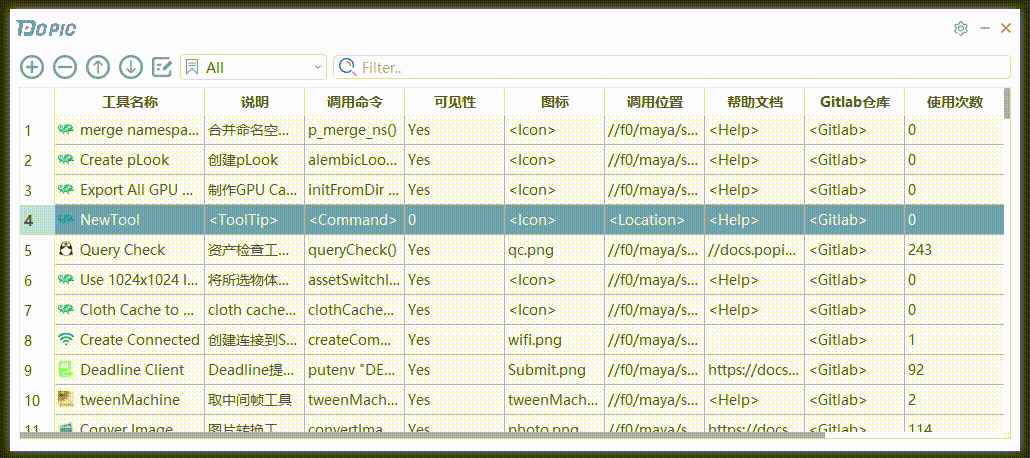 POPIC
All Filter..
工具名称 说明 调用命令 可见性 图标 调用位置 帮助文档 Gitlab仓库 使用次数
1 merge namespa... 合并命名空... p_merge_ns() Yes <Icon> //f0/maya/s... <Help> <Gitlab> 0
2 Create pLook 创建pLook alembicLoo... Yes <Icon> //f0/maya/s... <Help> <Gitlab> 0
3 Export All GPU ... 制作GPU Ca... initFromDir ... Yes <Icon> //f0/maya/s... <Help> <Gitlab> 0
4 NewTool <ToolTip> <Command> 0 <Icon> <Location> <Help> <Gitlab> 0
5 Query Check 资产检查工... queryCheck() Yes qc.png //f0/maya/s... //docs.popi... <Gitlab> 243
6 Use 1024x1024 I... 将所选物体... assetSwitchI... Yes <Icon> //f0/maya/s... <Help> <Gitlab> 0
7 Cloth Cache to ... cloth cache... clothCache... Yes <Icon> //f0/maya/s... <Help> <Gitlab> 0
8 Create Connected 创建连接到S... createCom... Yes wifi.png //f0/maya/s... <Gitlab> 1
9 Deadline Client Deadline提... putenv "DE... Yes Submit.png //f0/maya/s... https://docs... <Gitlab> 92
10 tweenMachine 取中间帧工具 tweenMach... Yes tweenMach... //f0/maya/s... <Help> <Gitlab> 2
11 Conver Image 图片转换工... convertIma... Yes photo.png //f0/maya/s... https://docs... <Gitlab> 114